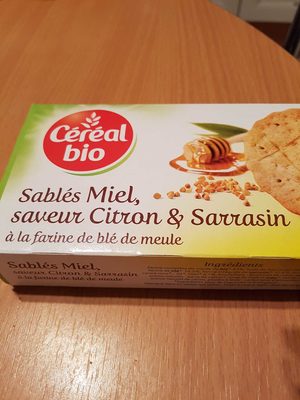 Céréal
bio
Sablés Miel,
saveur Citron & Sarrasin
à la farine de blé de meule
Sablés Miel,
saveur Citron & Sarrasin
à la farine de blé de meule
Ingrédients